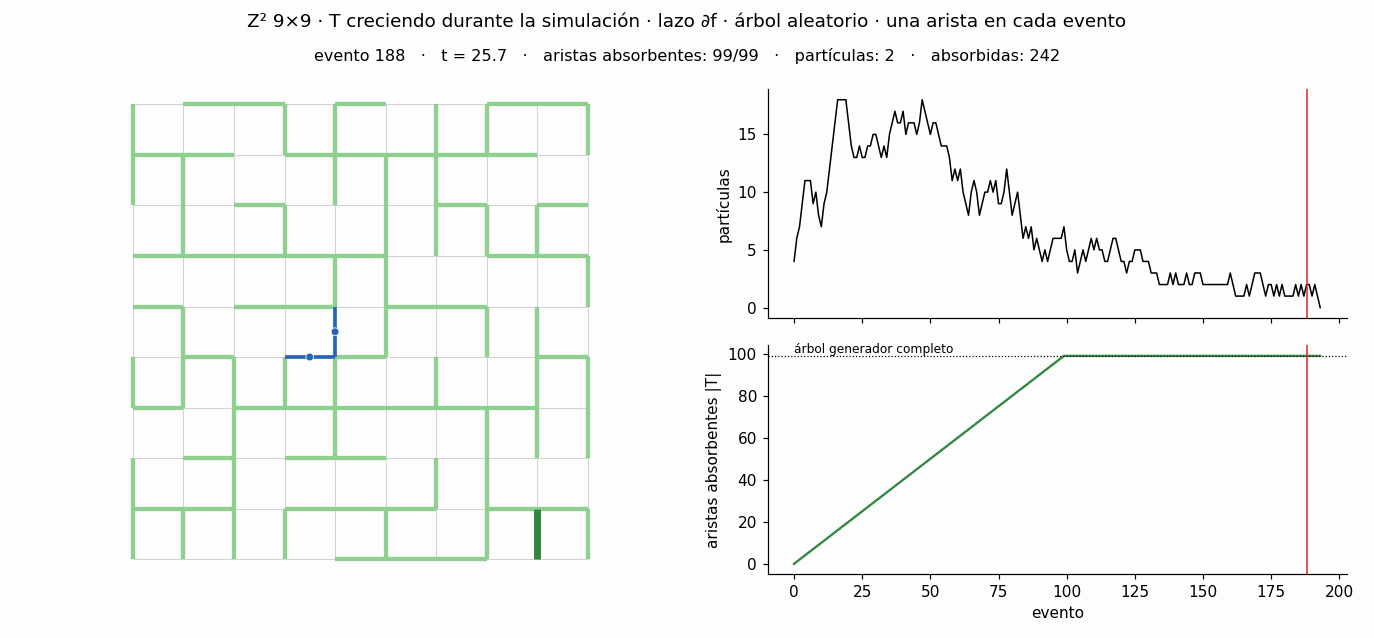 Z² 9×9 · T creciendo durante la simulación · lazo ∂f · árbol aleatorio · una arista en cada evento
evento 188 · t = 25.7 · aristas absorbentes: 99/99 · partículas: 2 · absorbidas: 242
partículas
15
10
5
0
aristas absorbentes |T|
árbol generador completo
100
80
60
40
20
0
0 25 50 75 100 125 150 175 200
evento